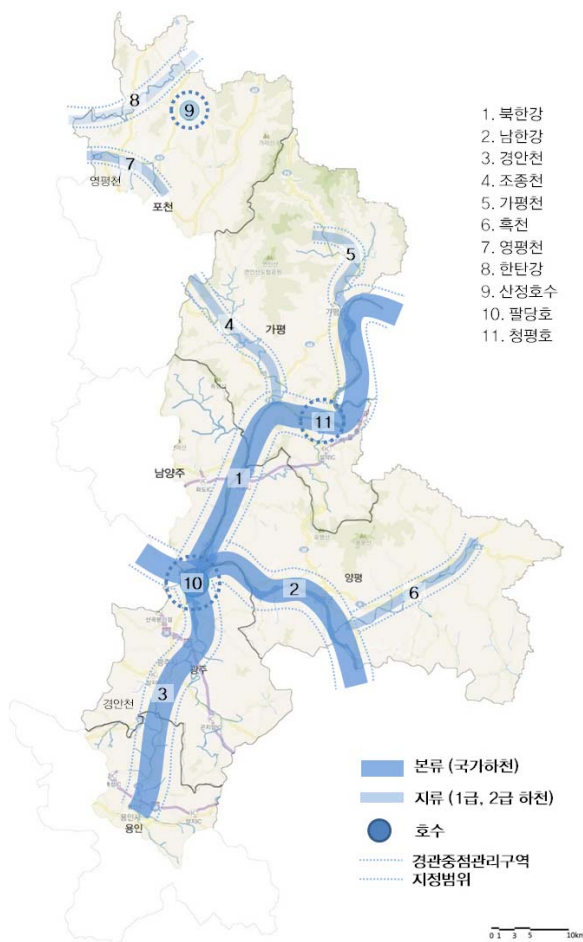 8
9
7
영평천
포천
5
가평
4
가평
11
남양주
1
10
2
양평
6
광주
3
경안천
용인
1. 북한강
2. 남한강
3. 경안천
4. 조종천
5. 가평천
6. 흑천
7. 영평천
8. 한탄강
9. 산정호수
10. 팔당호
11. 청평호
본류 (국가하천)
지류 (1급, 2급 하천)
호수
경관중점관리구역
지정범위
0 1 3 5 10km